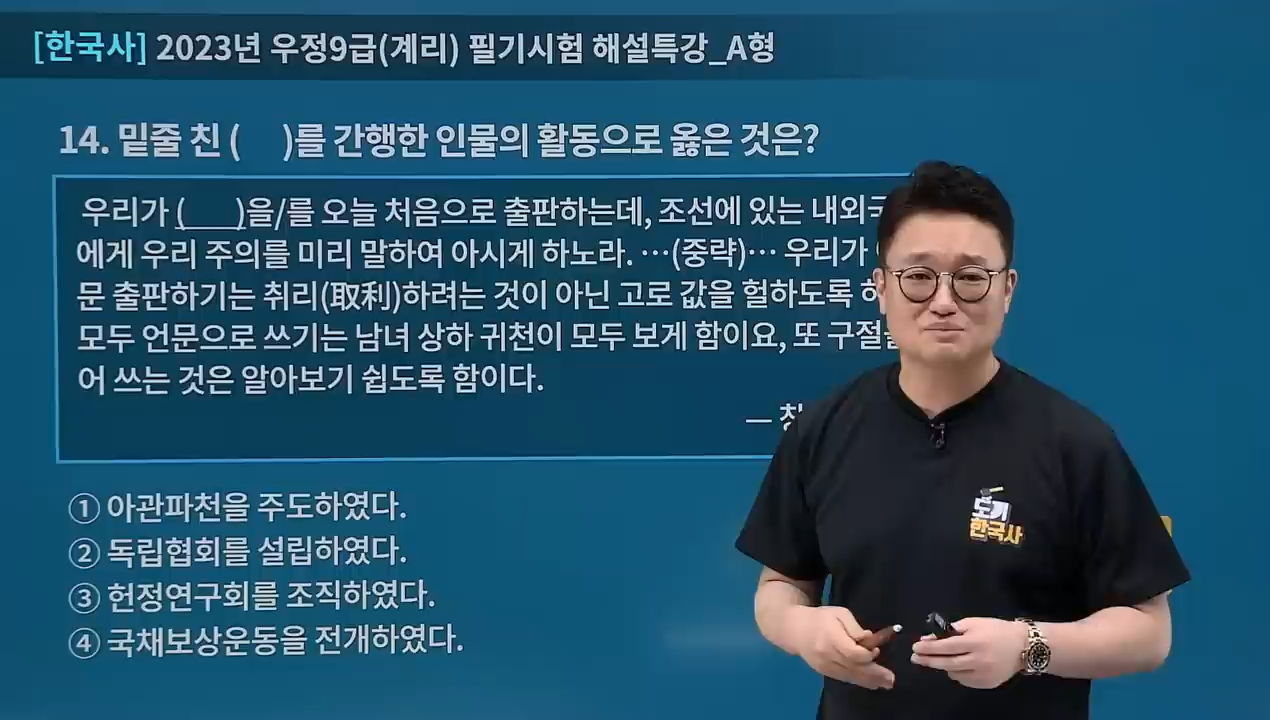 [한국사] 2023년 우정9급(계리) 필기시험 해설특강_A형
14. 밑줄 친 (    )를 간행한 인물의 활동으로 옳은 것은?
우리가 (    )을/를 오늘 처음으로 출판하는데, 조선에 있는 내외국
에게 우리 주의를 미리 말하여 아시게 하노라. …(중략)… 우리가
문 출판하기는 취리(取利)하려는 것이 아닌 고로 값을 헐하도록
모두 언문으로 쓰기는 남녀 상하 귀천이 모두 보게 함이요, 또 구절을
어 쓰는 것은 알아보기 쉽도록 함이다.
— 창
① 아관파천을 주도하였다.
② 독립협회를 설립하였다.
③ 헌정연구회를 조직하였다.
④ 국채보상운동을 전개하였다.
도기
한국사